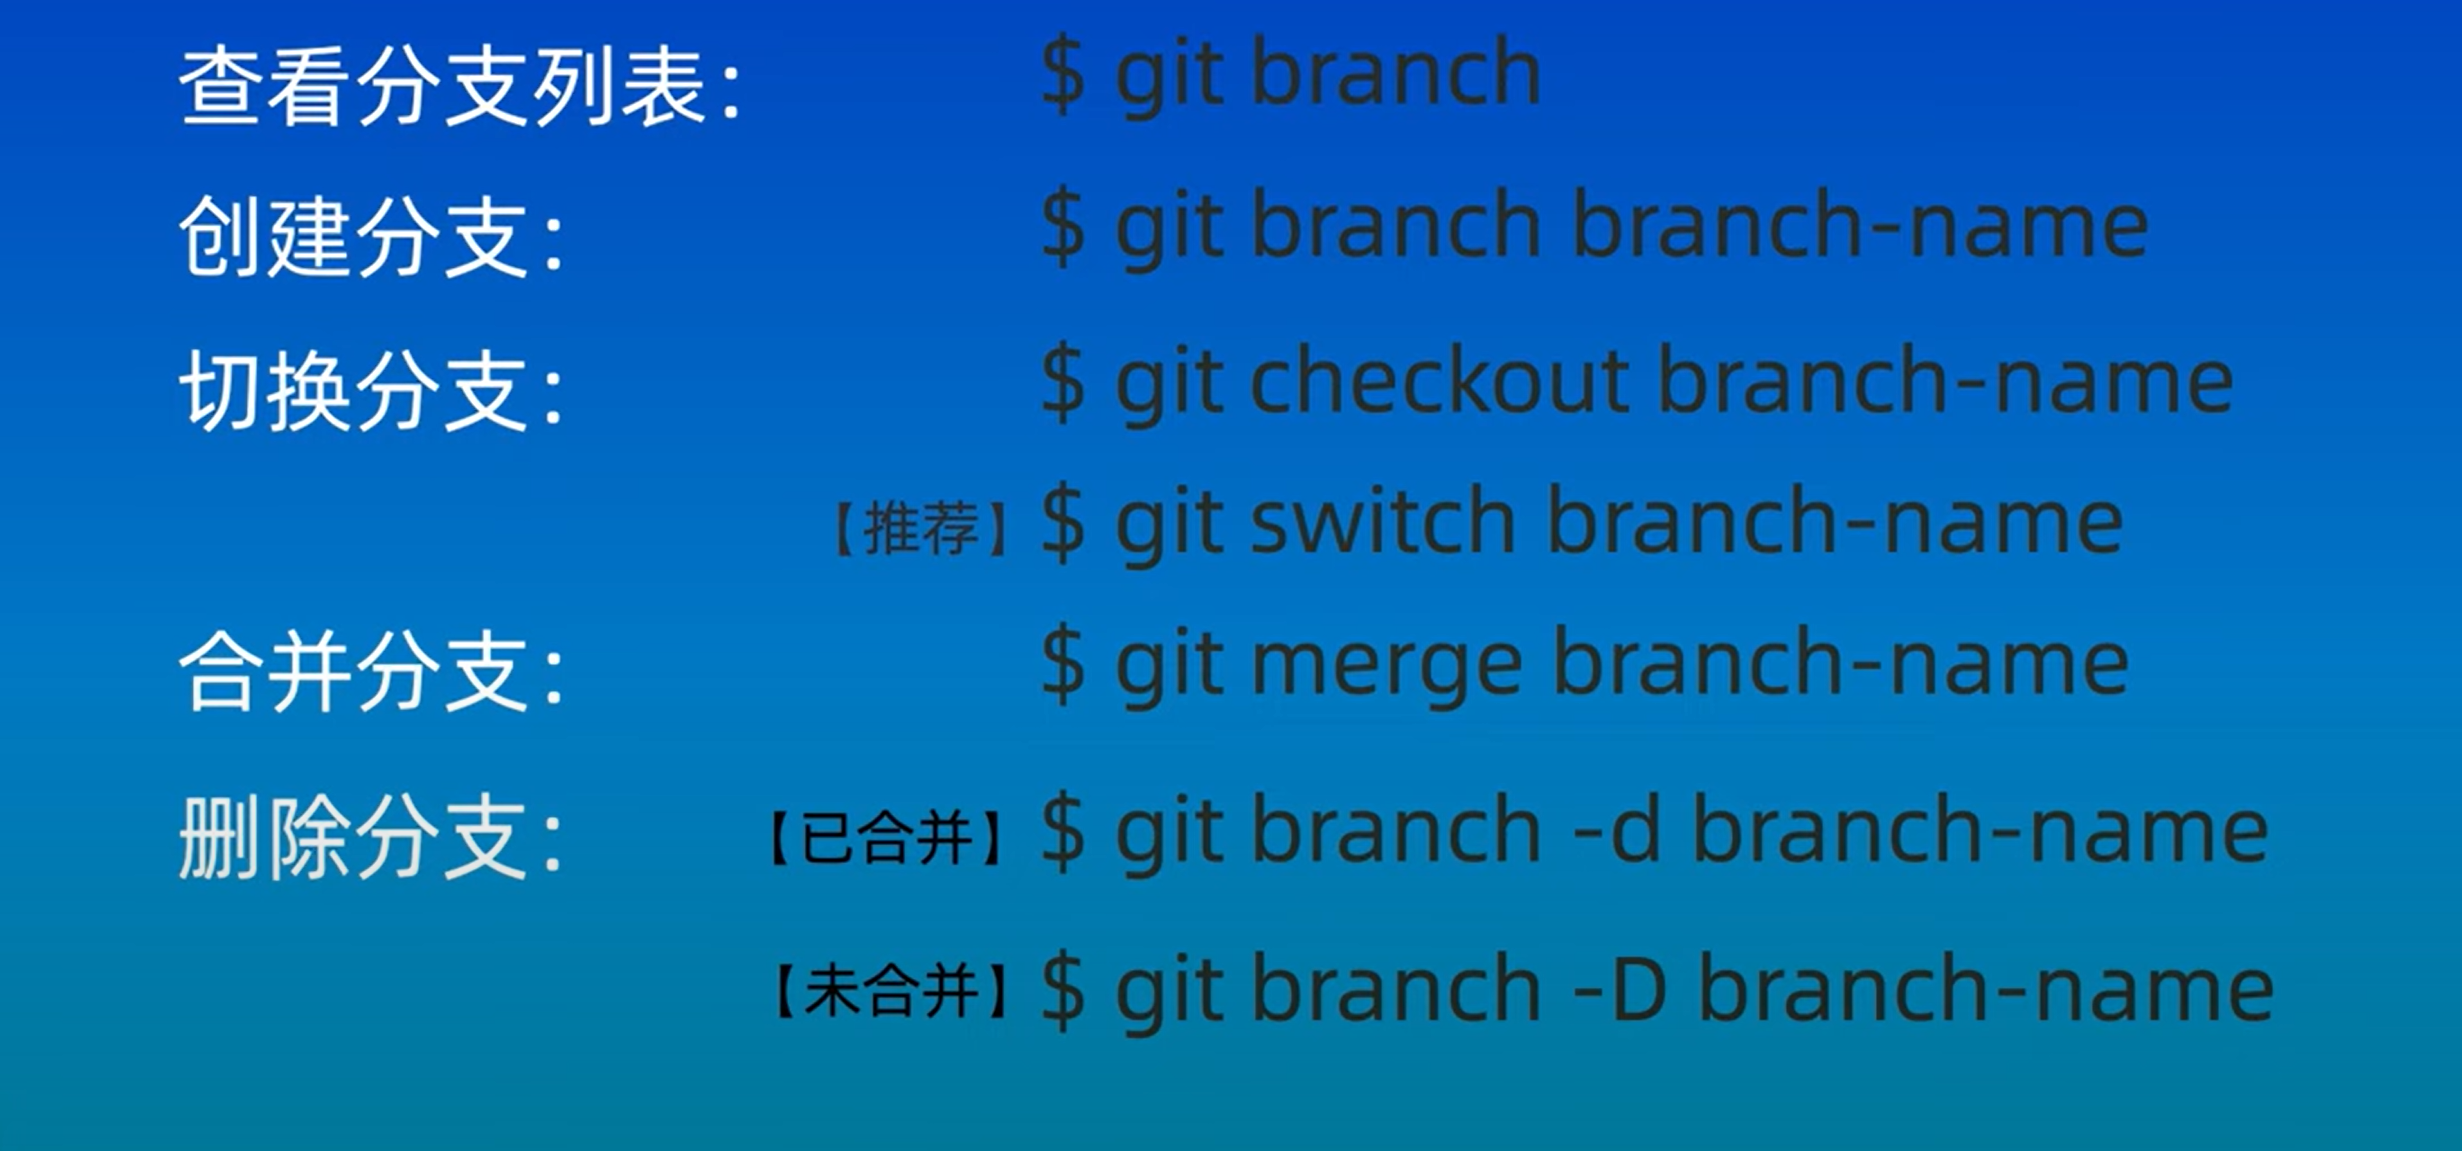 查看分支列表: $ git branch
创建分支: $ git branch branch-name
切换分支: $ git checkout branch-name
【推荐】 $ git switch branch-name
合并分支: $ git merge branch-name
删除分支: 【已合并】 $ git branch -d branch-name
【未合并】 $ git branch -D branch-name